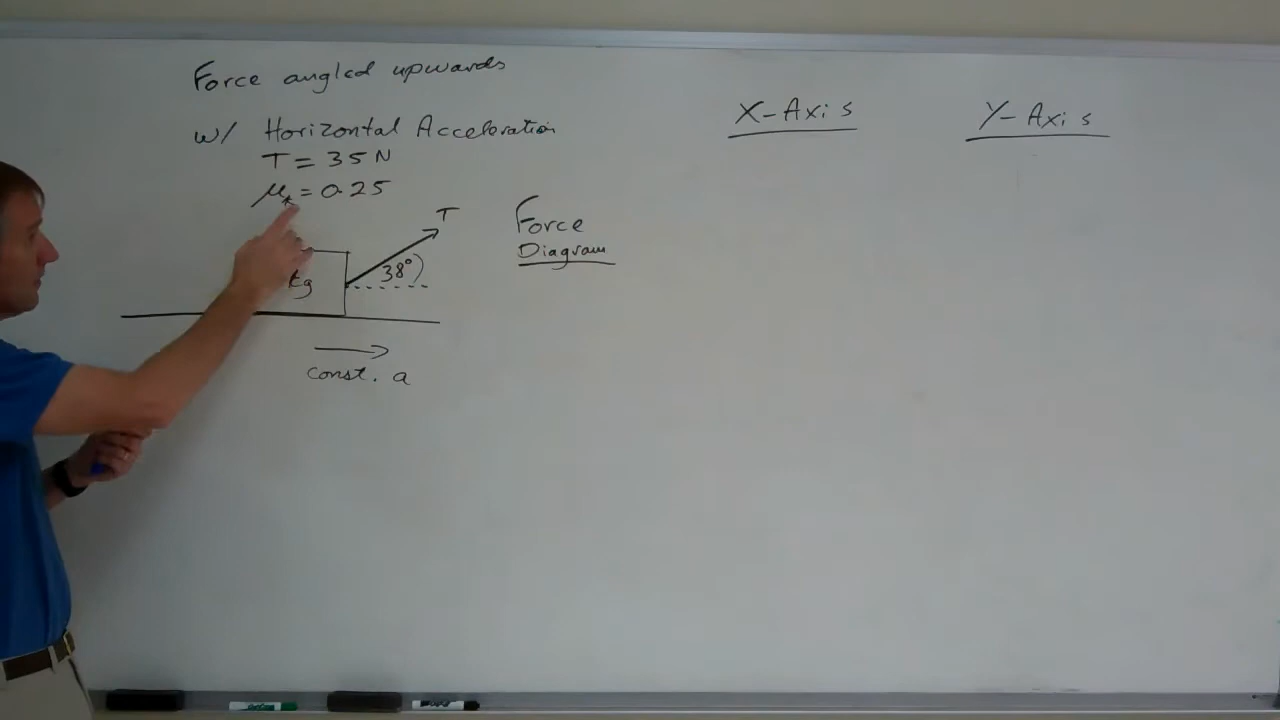 Force angled upwards
w/ Horizontal Acceleration
T = 35 N
μk = 0.25
T
38°
kg
const. a
Force
Diagram
X-Axis
Y-Axis